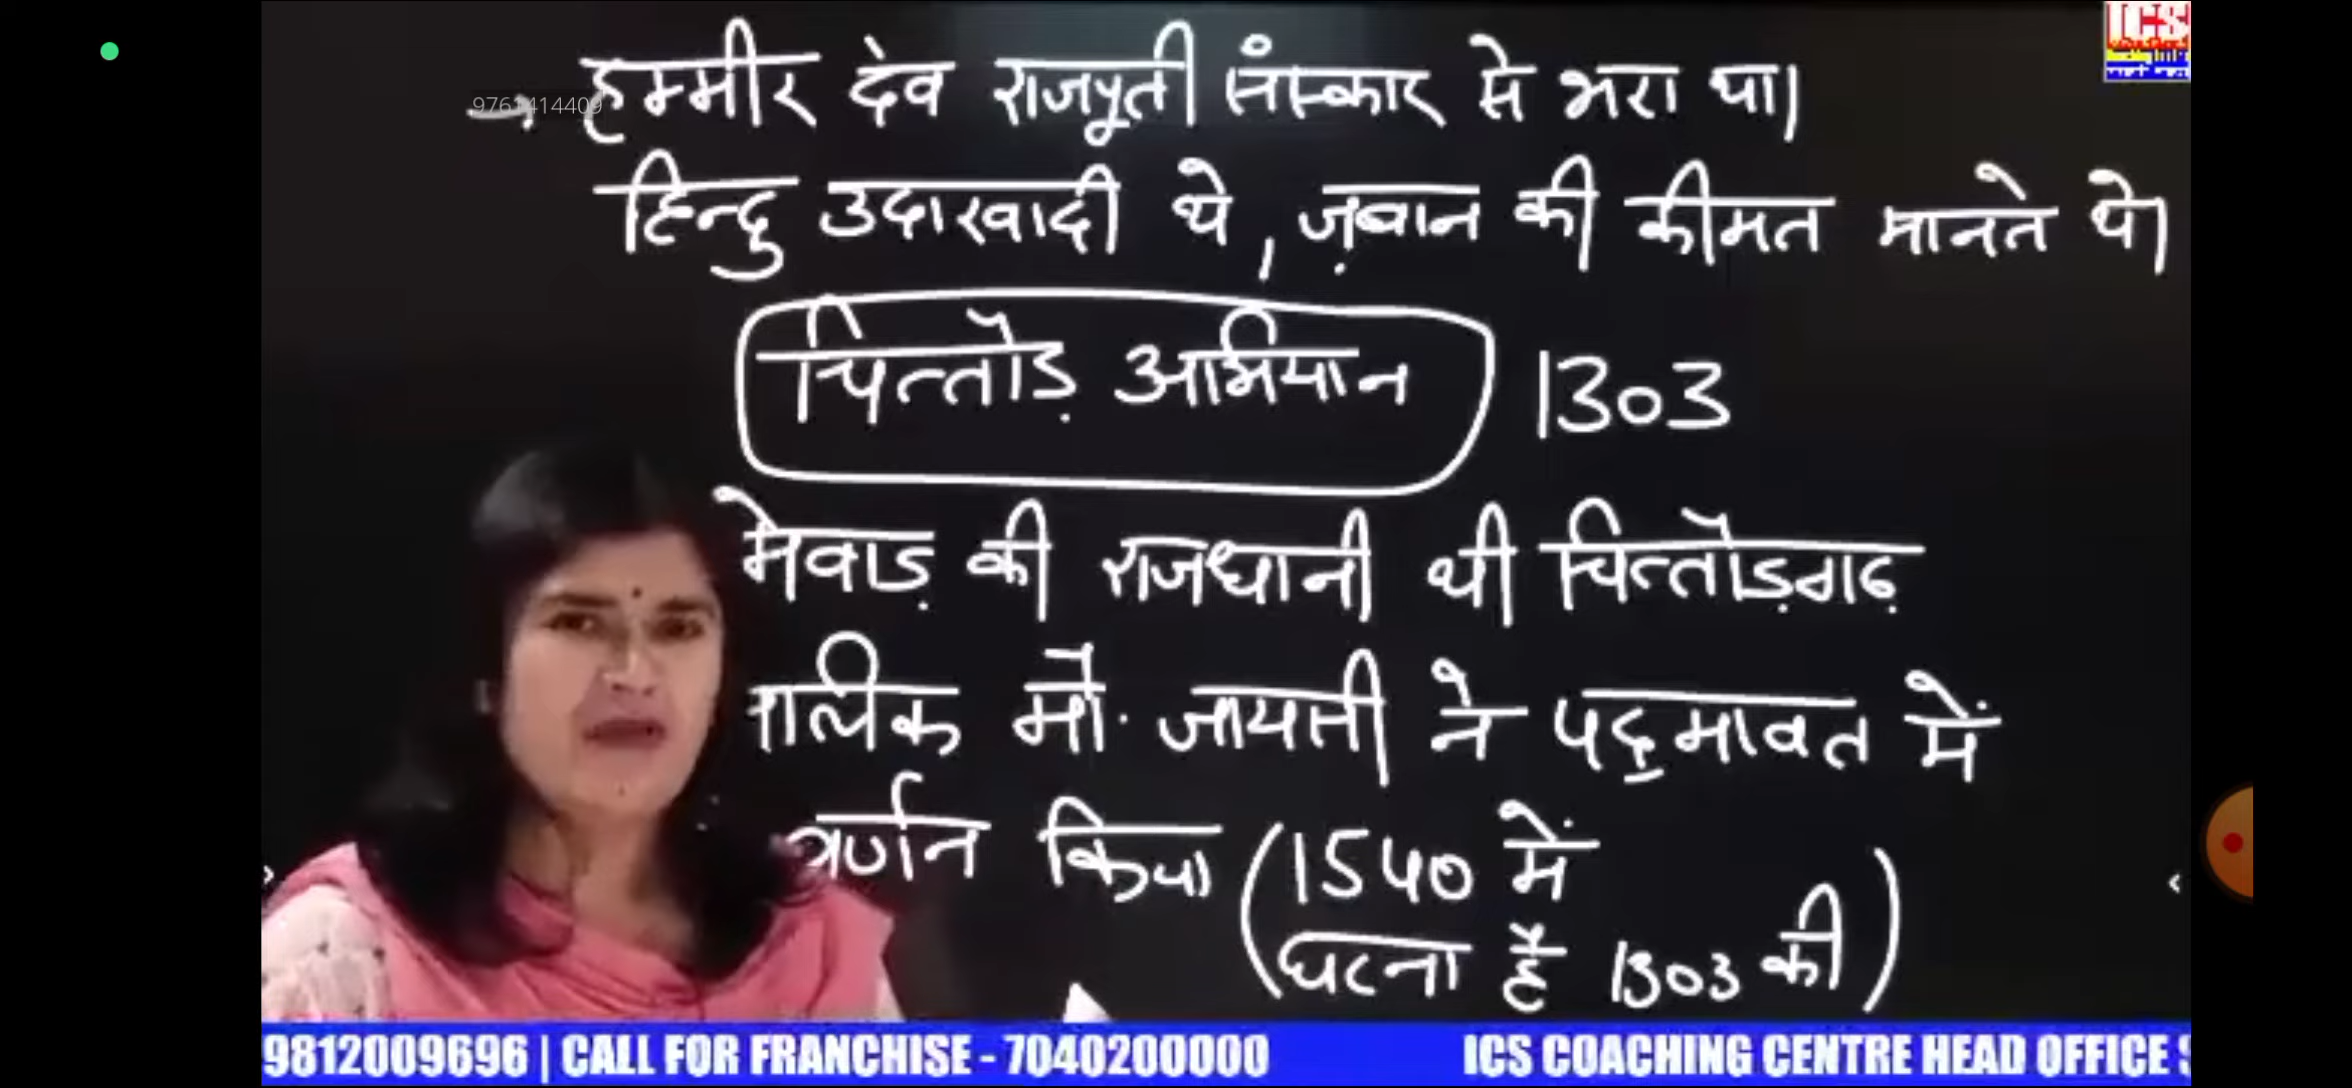 ICS
9761414409
→ हम्मीर देव राजपूती संस्कार से भरा था।
हिन्दु उदारवादी थे, ज़बान की कीमत मानते थे।
चित्तौड़ अभियान 1303
मेवाड़ की राजधानी थी चित्तौड़गढ़
मलिक मौ. जायसी ने पद्मावत में
वर्णन किया (1540 में
घटना है 1303 की)
9812009696 | CALL FOR FRANCHISE - 7040200000 ICS COACHING CENTRE HEAD OFFICE